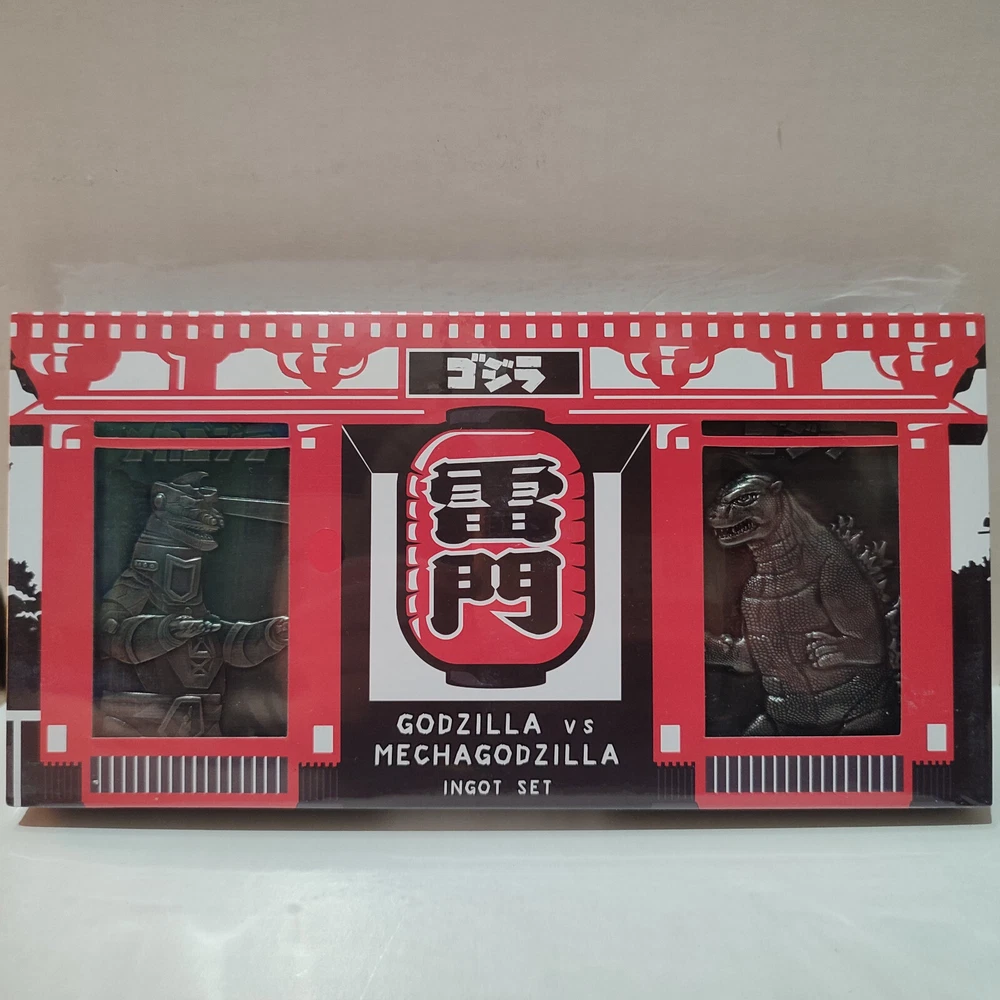 ゴジラ
雷門
GODZILLA VS
MECHAGODZILLA
INGOT SET